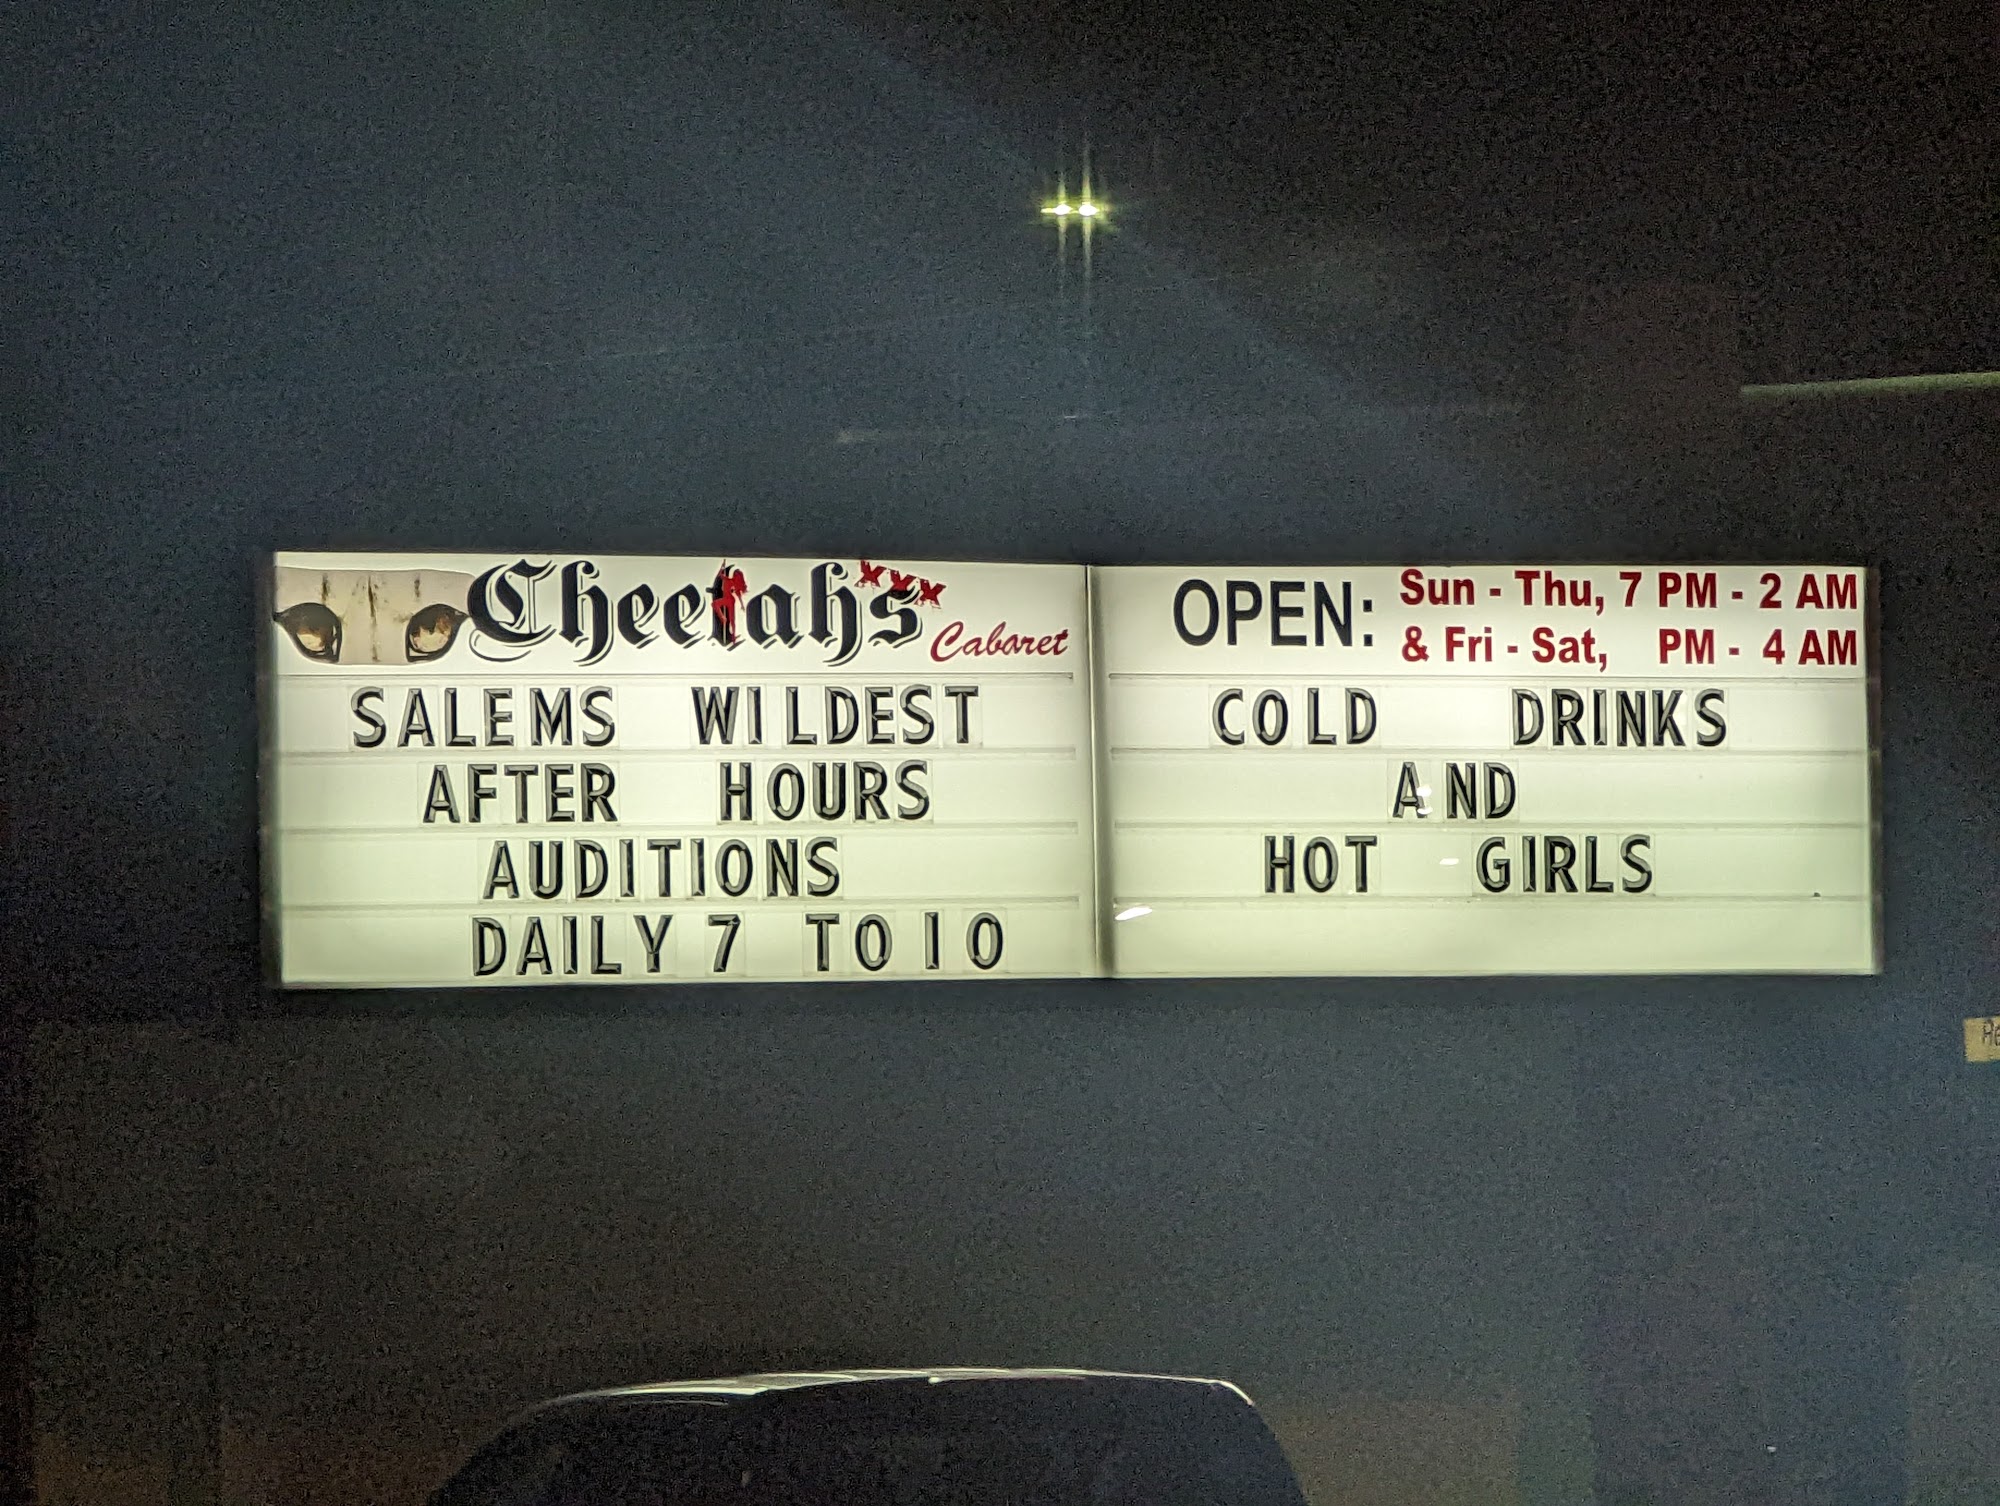 Cheetahs XXX
Cabaret
SALEMS WILDEST
AFTER HOURS
AUDITIONS
DAILY 7 TO 10
OPEN: Sun - Thu, 7 PM - 2 AM
& Fri - Sat, PM - 4 AM
COLD DRINKS
AND
HOT GIRLS